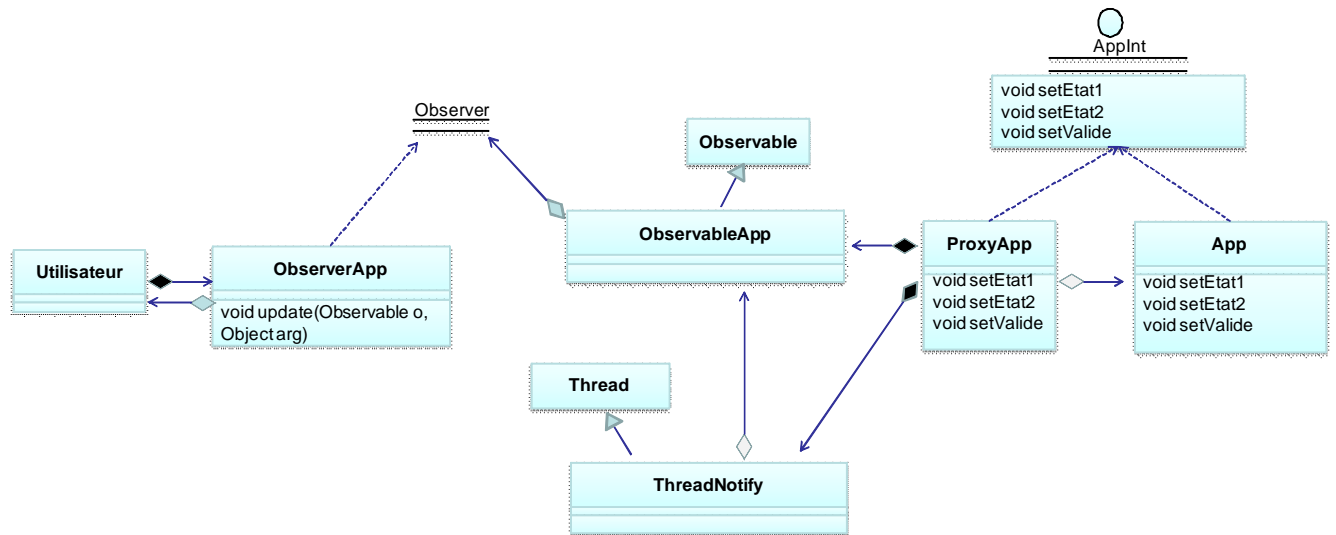 AppInt
void setEtat1
void setEtat2
void setValide
Observer
Observable
ObservableApp
ProxyApp
void setEtat1
void setEtat2
void setValide
App
void setEtat1
void setEtat2
void setValide
Utilisateur
ObserverApp
void update(Observable o,
Object arg)
Thread
ThreadNotify